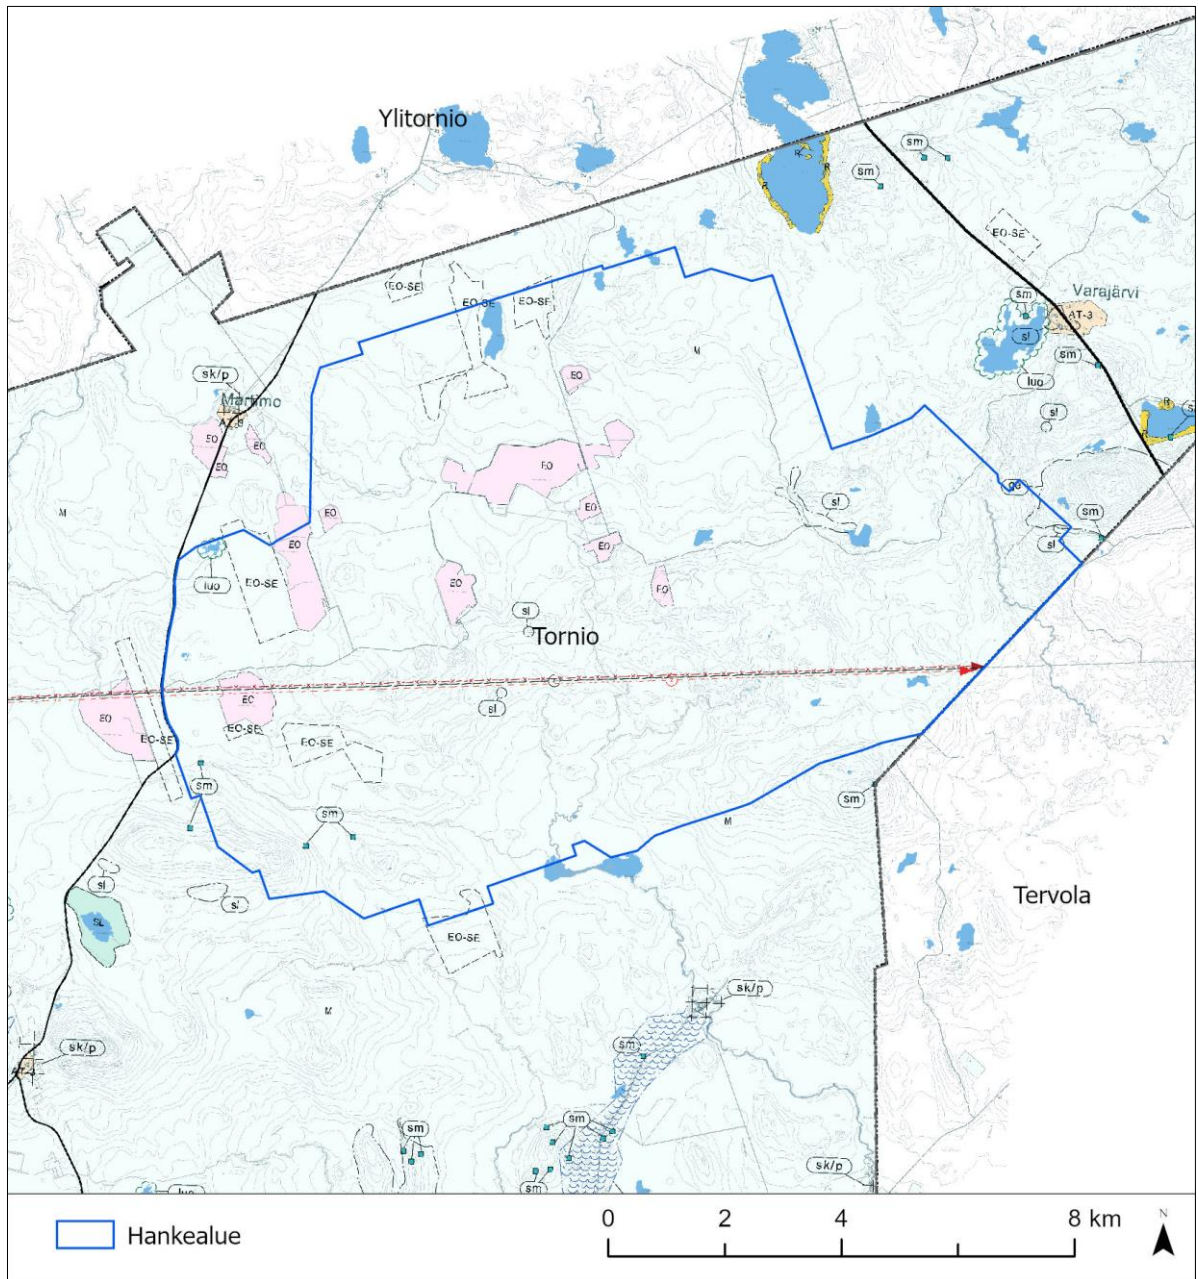 Ylitornio
sm
sm
R
R
R
EO-SE
EO-SE
EO-SE
EO-SE
sm
Varajärvi
AT-3
sl
sm
luo
M
sk/p
Martimo
EO
EO
EO
EO
R
R
sl
EO
EO
EO
EO
EO
EO
sl
sm
sl
luo
EO-SE
EO
EO
sl
Tornio
sl
EO
EO
EO-SE
EO-SE
EO-SE
M
sm
sm
sm
M
sl
sl
SL
EO-SE
Tervola
sk/p
M
sk/p
sm
sm
sm
sm
sk/p
luo
Hankealue
0 2 4 8 km
N